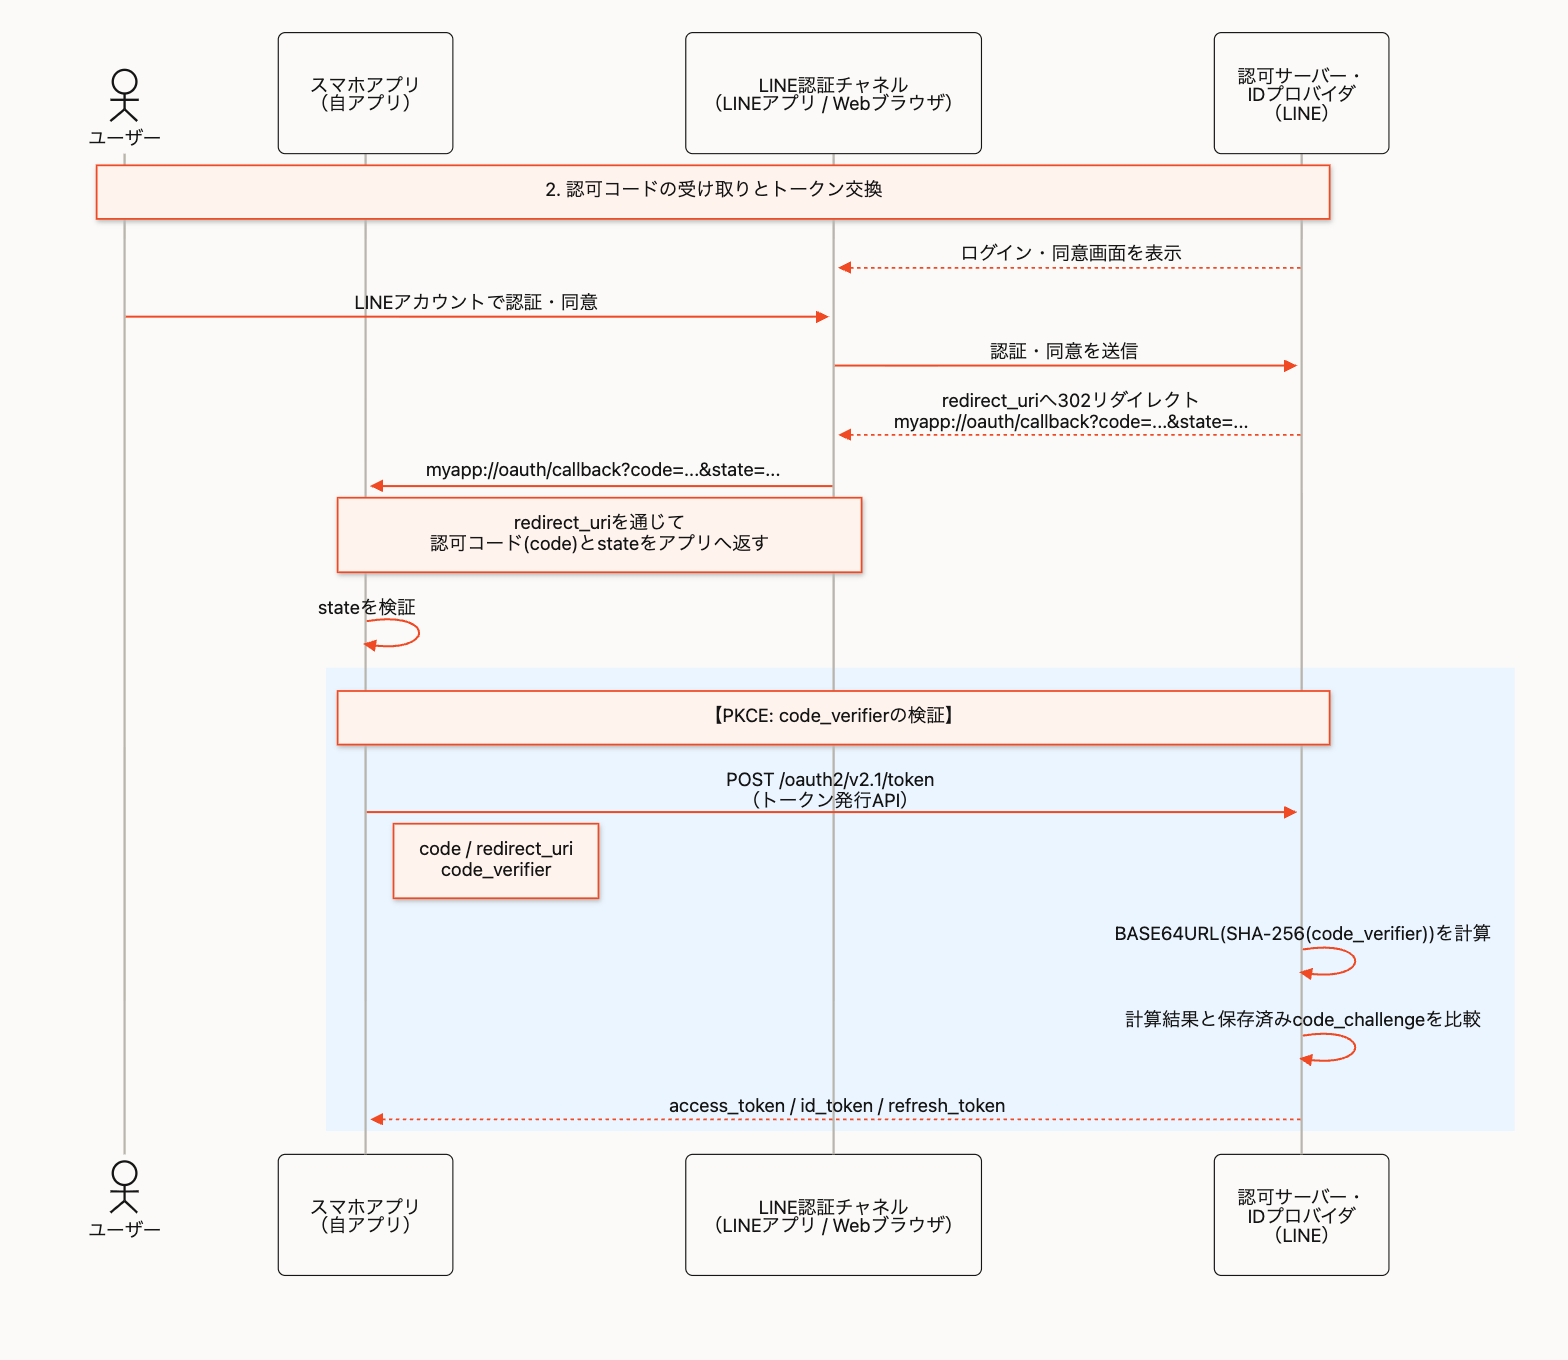 ユーザー
スマホアプリ
（自アプリ）
LINE認証チャネル
（LINEアプリ / Webブラウザ）
認可サーバー・
IDプロバイダ
（LINE）
2. 認可コードの受け取りとトークン交換
ログイン・同意画面を表示
LINEアカウントで認証・同意
認証・同意を送信
redirect_uriへ302リダイレクト
myapp://oauth/callback?code=...&state=...
myapp://oauth/callback?code=...&state=...
redirect_uriを通じて
認可コード(code)とstateをアプリへ返す
stateを検証
【PKCE: code_verifierの検証】
POST /oauth2/v2.1/token
（トークン発行API）
code / redirect_uri
code_verifier
BASE64URL(SHA-256(code_verifier))を計算
計算結果と保存済みcode_challengeを比較
access_token / id_token / refresh_token
ユーザー
スマホアプリ
（自アプリ）
LINE認証チャネル
（LINEアプリ / Webブラウザ）
認可サーバー・
IDプロバイダ
（LINE）